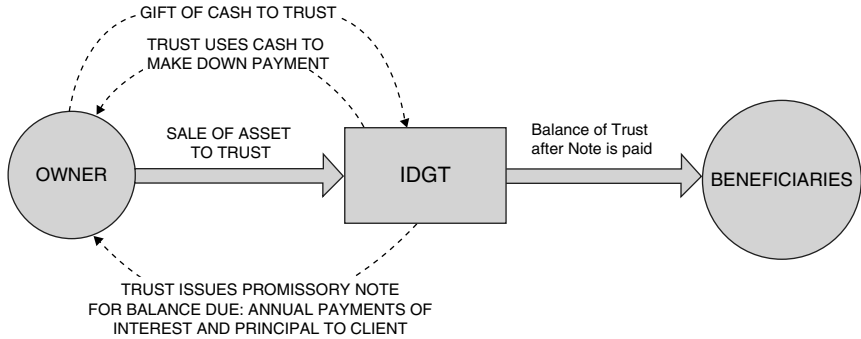 GIFT OF CASH TO TRUST
TRUST USES CASH TO
MAKE DOWN PAYMENT
SALE OF ASSET
TO TRUST
Balance of Trust
after Note is paid
OWNER
IDGT
BENEFICIARIES
TRUST ISSUES PROMISSORY NOTE
FOR BALANCE DUE: ANNUAL PAYMENTS OF
INTEREST AND PRINCIPAL TO CLIENT